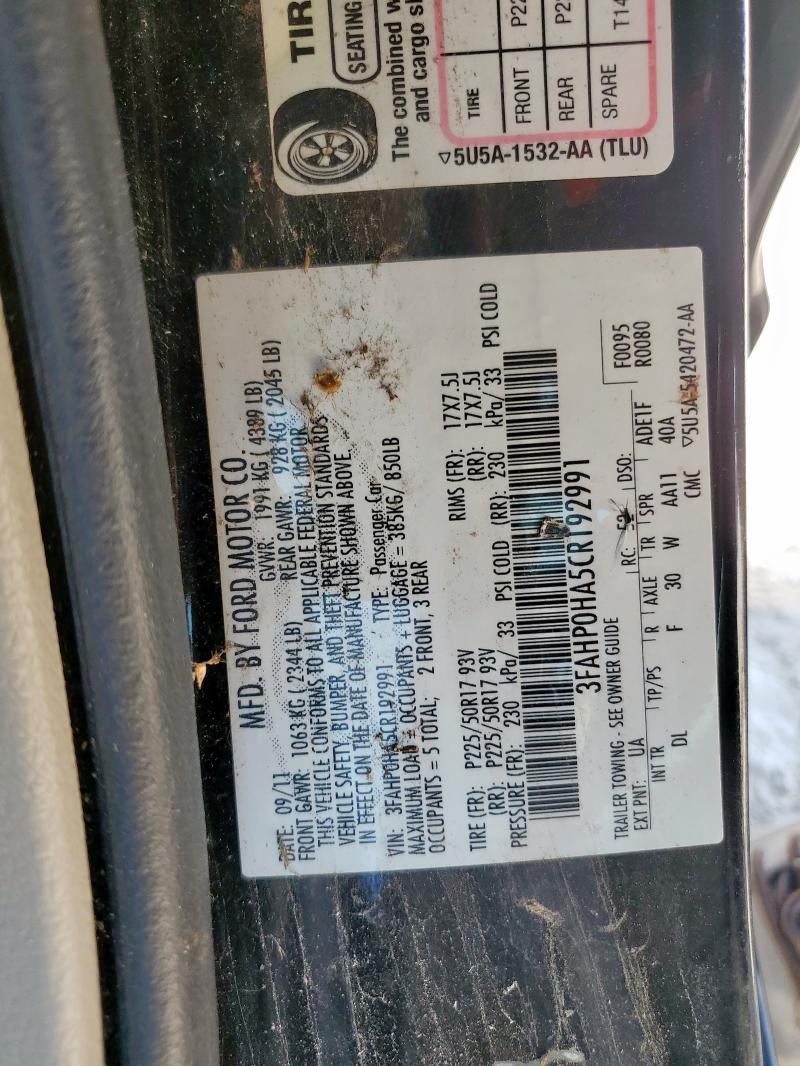 TIR
SEATING
The combined w
and cargo sh
TIRE
FRONT P22
REAR P2
SPARE T14
▽5U5A-1532-AA (TLU)
MFD. BY FORD MOTOR CO.
DATE: 09/11 GVWR: 1991 KG ( 4389 LB)
FRONT GAWR: 1063 KG ( 2344 LB) REAR GAWR: 928 KG ( 2045 LB)
THIS VEHICLE CONFORMS TO ALL APPLICABLE FEDERAL MOTOR
VEHICLE SAFETY, BUMPER, AND THEFT PREVENTION STANDARDS
IN EFFECT ON THE DATE OF MANUFACTURE SHOWN ABOVE.
VIN: 3FAHP0HA5CR192991 TYPE: Passenger Car
MAXIMUM LOAD = OCCUPANTS + LUGGAGE = 385KG/ 850LB
OCCUPANTS = 5 TOTAL, 2 FRONT, 3 REAR
TIRE (FR): P225/50R17 93V RIMS (FR): 17X7.5J
(RR): P225/50R17 93V (RR): 17X7.5J
PRESSURE (FR): 230 kPa/ 33 PSI COLD (RR): 230 kPa/ 33 PSI COLD
3FAHP0HA5CR192991
TRAILER TOWING - SEE OWNER GUIDE
EXT PNT: UA RC: DSO: F0095
R0080
INT TR TP/PS R AXLE TR SPR ADE1F
DL F 30 W AA11 40A
CMC ▽5U5A-5420472-AA